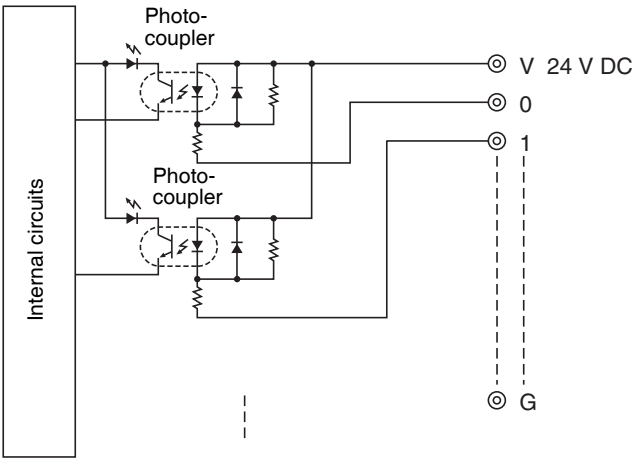 Photo-
coupler
V 24 V DC
0
1
Photo-
coupler
Internal circuits
G